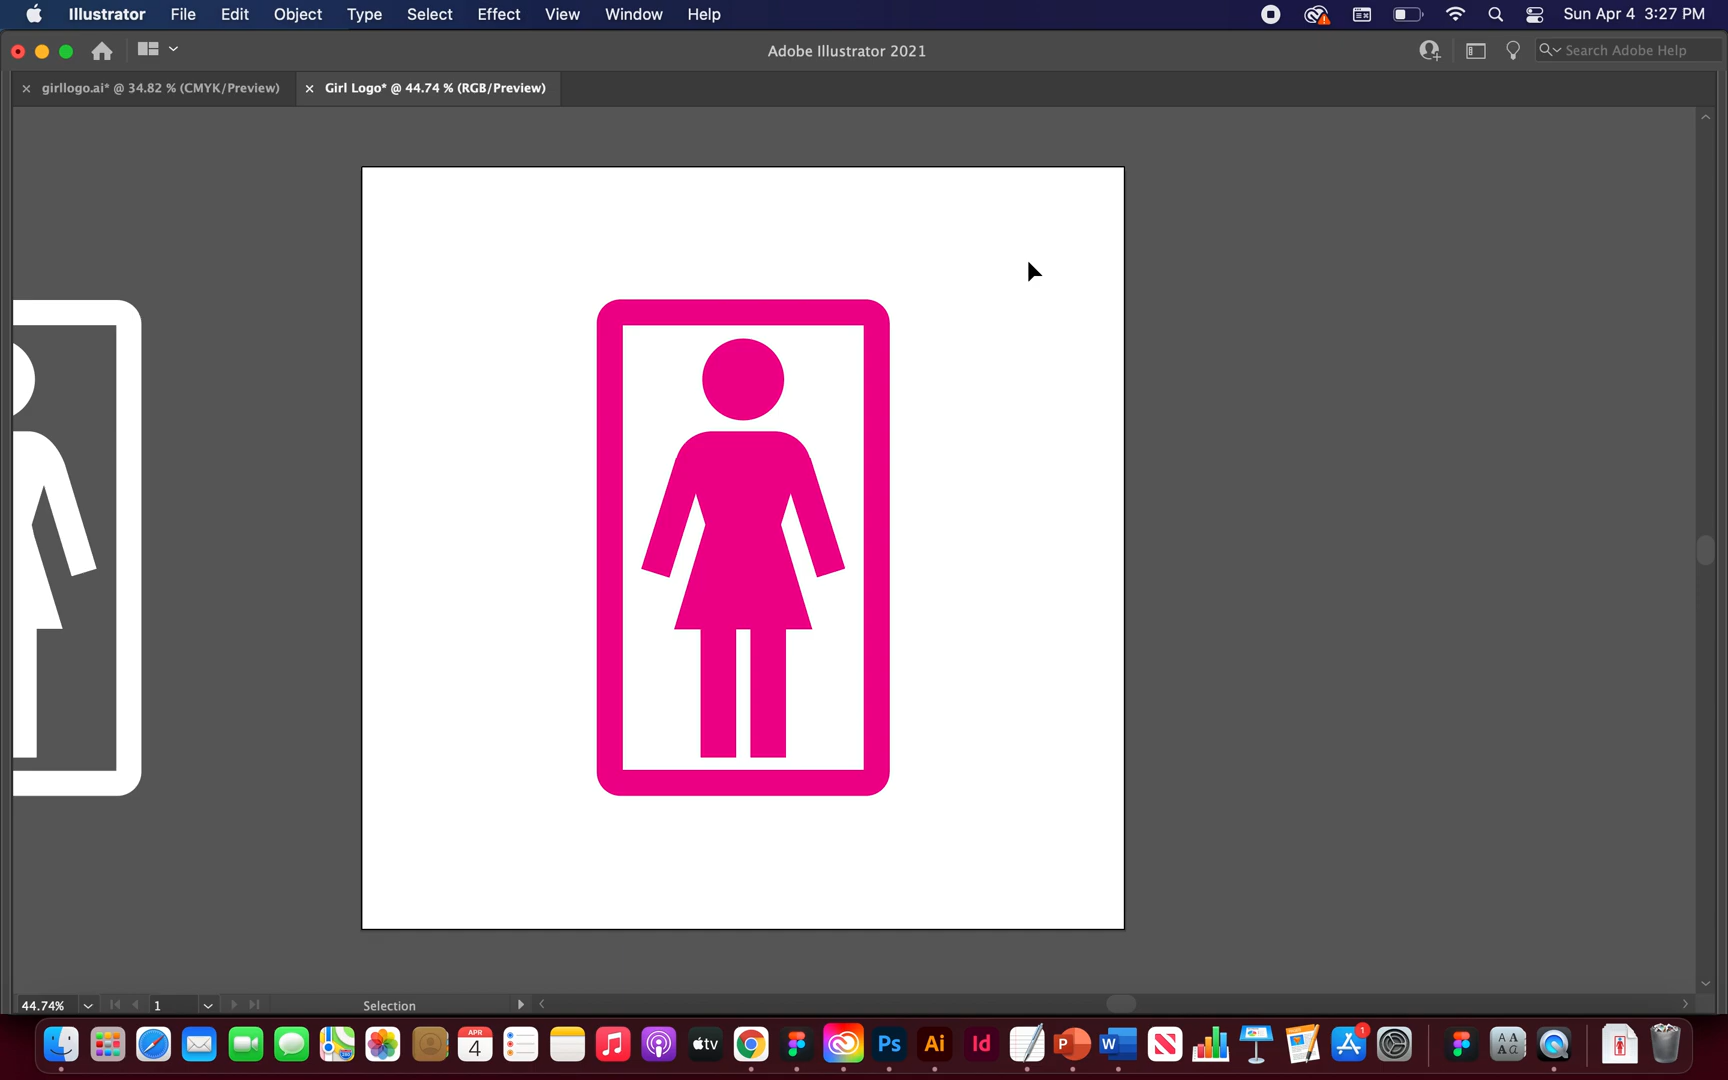 Illustrator File Edit Object Type Select Effect View Window Help Sun Apr 4 3:27 PM
Adobe Illustrator 2021 Search Adobe Help
girllogo.ai* @ 34.82 % (CMYK/Preview) Girl Logo* @ 44.74 % (RGB/Preview)
44.74% 1 Selection
APR
4 tv Ps Ai Id P W 1 A A
A a